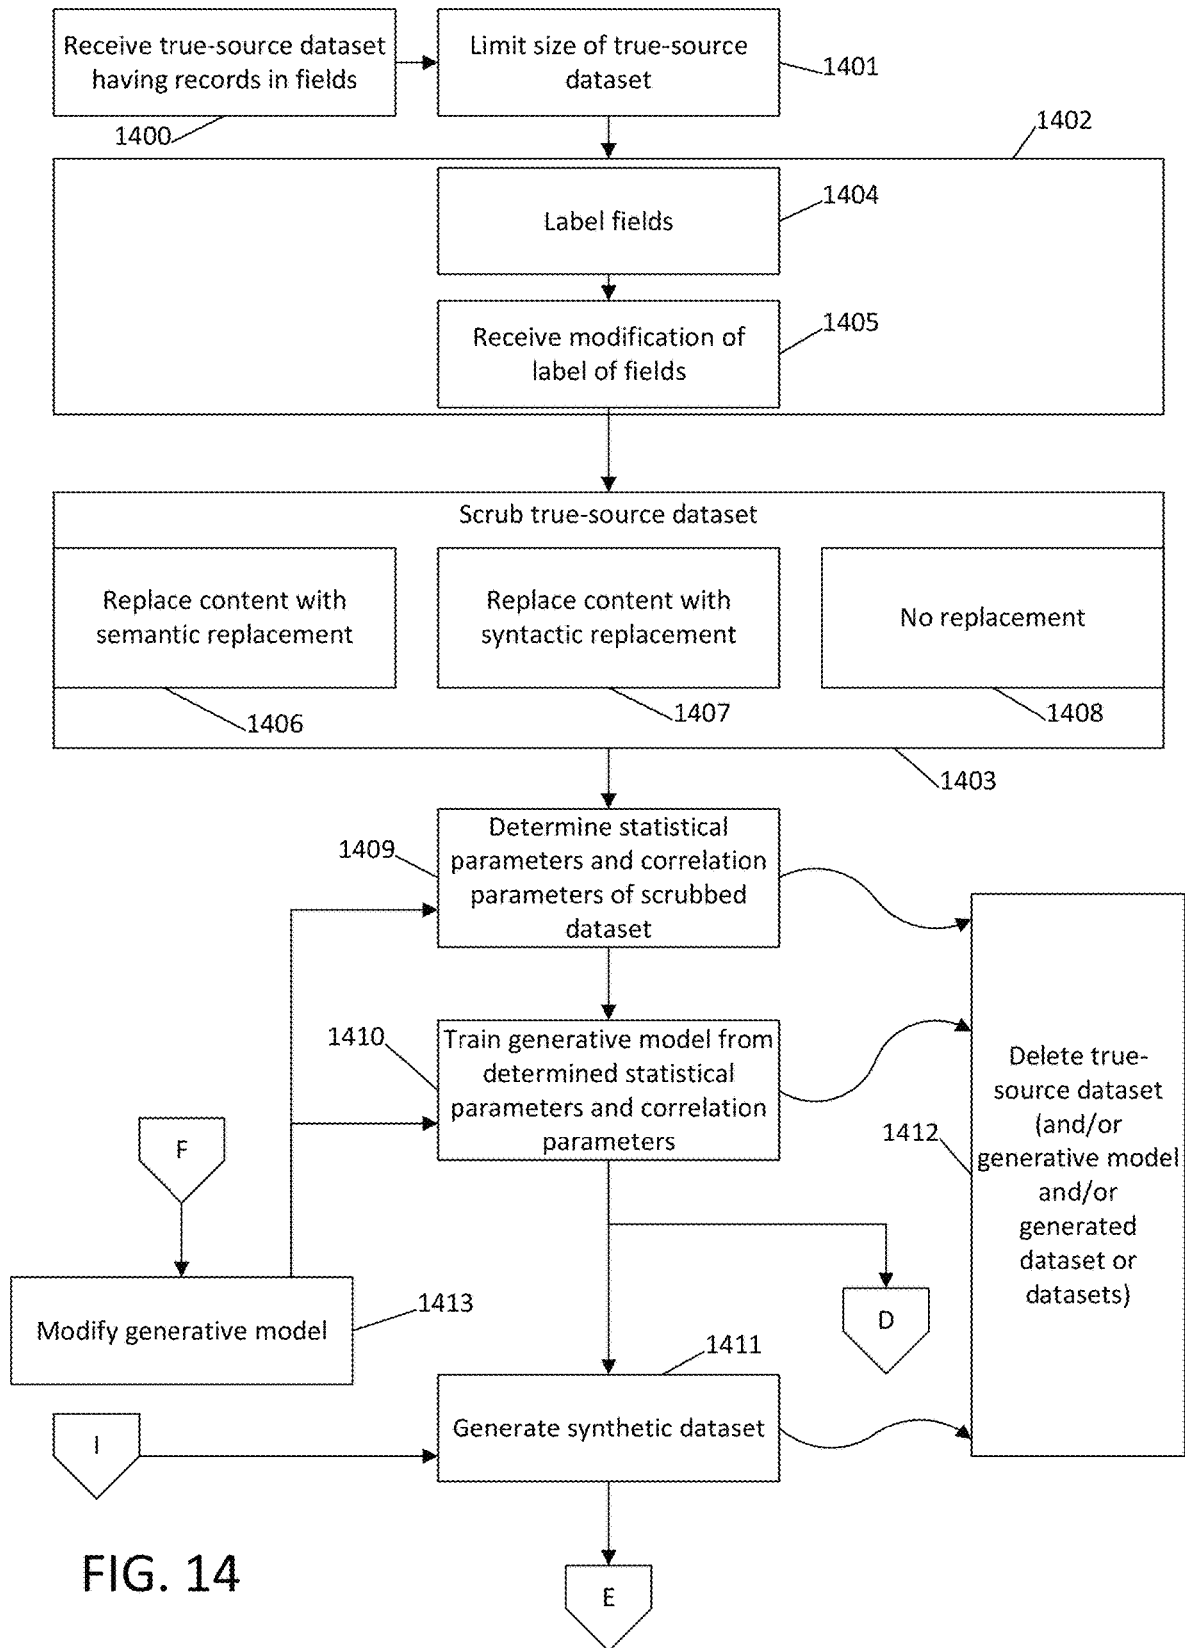 Receive true-source dataset
having records in fields
1400
Limit size of true-source
dataset
1401
1402
Label fields
1404
Receive modification of
label of fields
1405
Scrub true-source dataset
Replace content with
semantic replacement
1406
Replace content with
syntactic replacement
1407
No replacement
1408
1403
Determine statistical
parameters and correlation
parameters of scrubbed
dataset
1409
Train generative model from
determined statistical
parameters and correlation
parameters
1410
Delete true-
source dataset
(and/or
generative model
and/or
generated
dataset or
datasets)
1412
F
Modify generative model
1413
D
1411
Generate synthetic dataset
I
E
FIG. 14